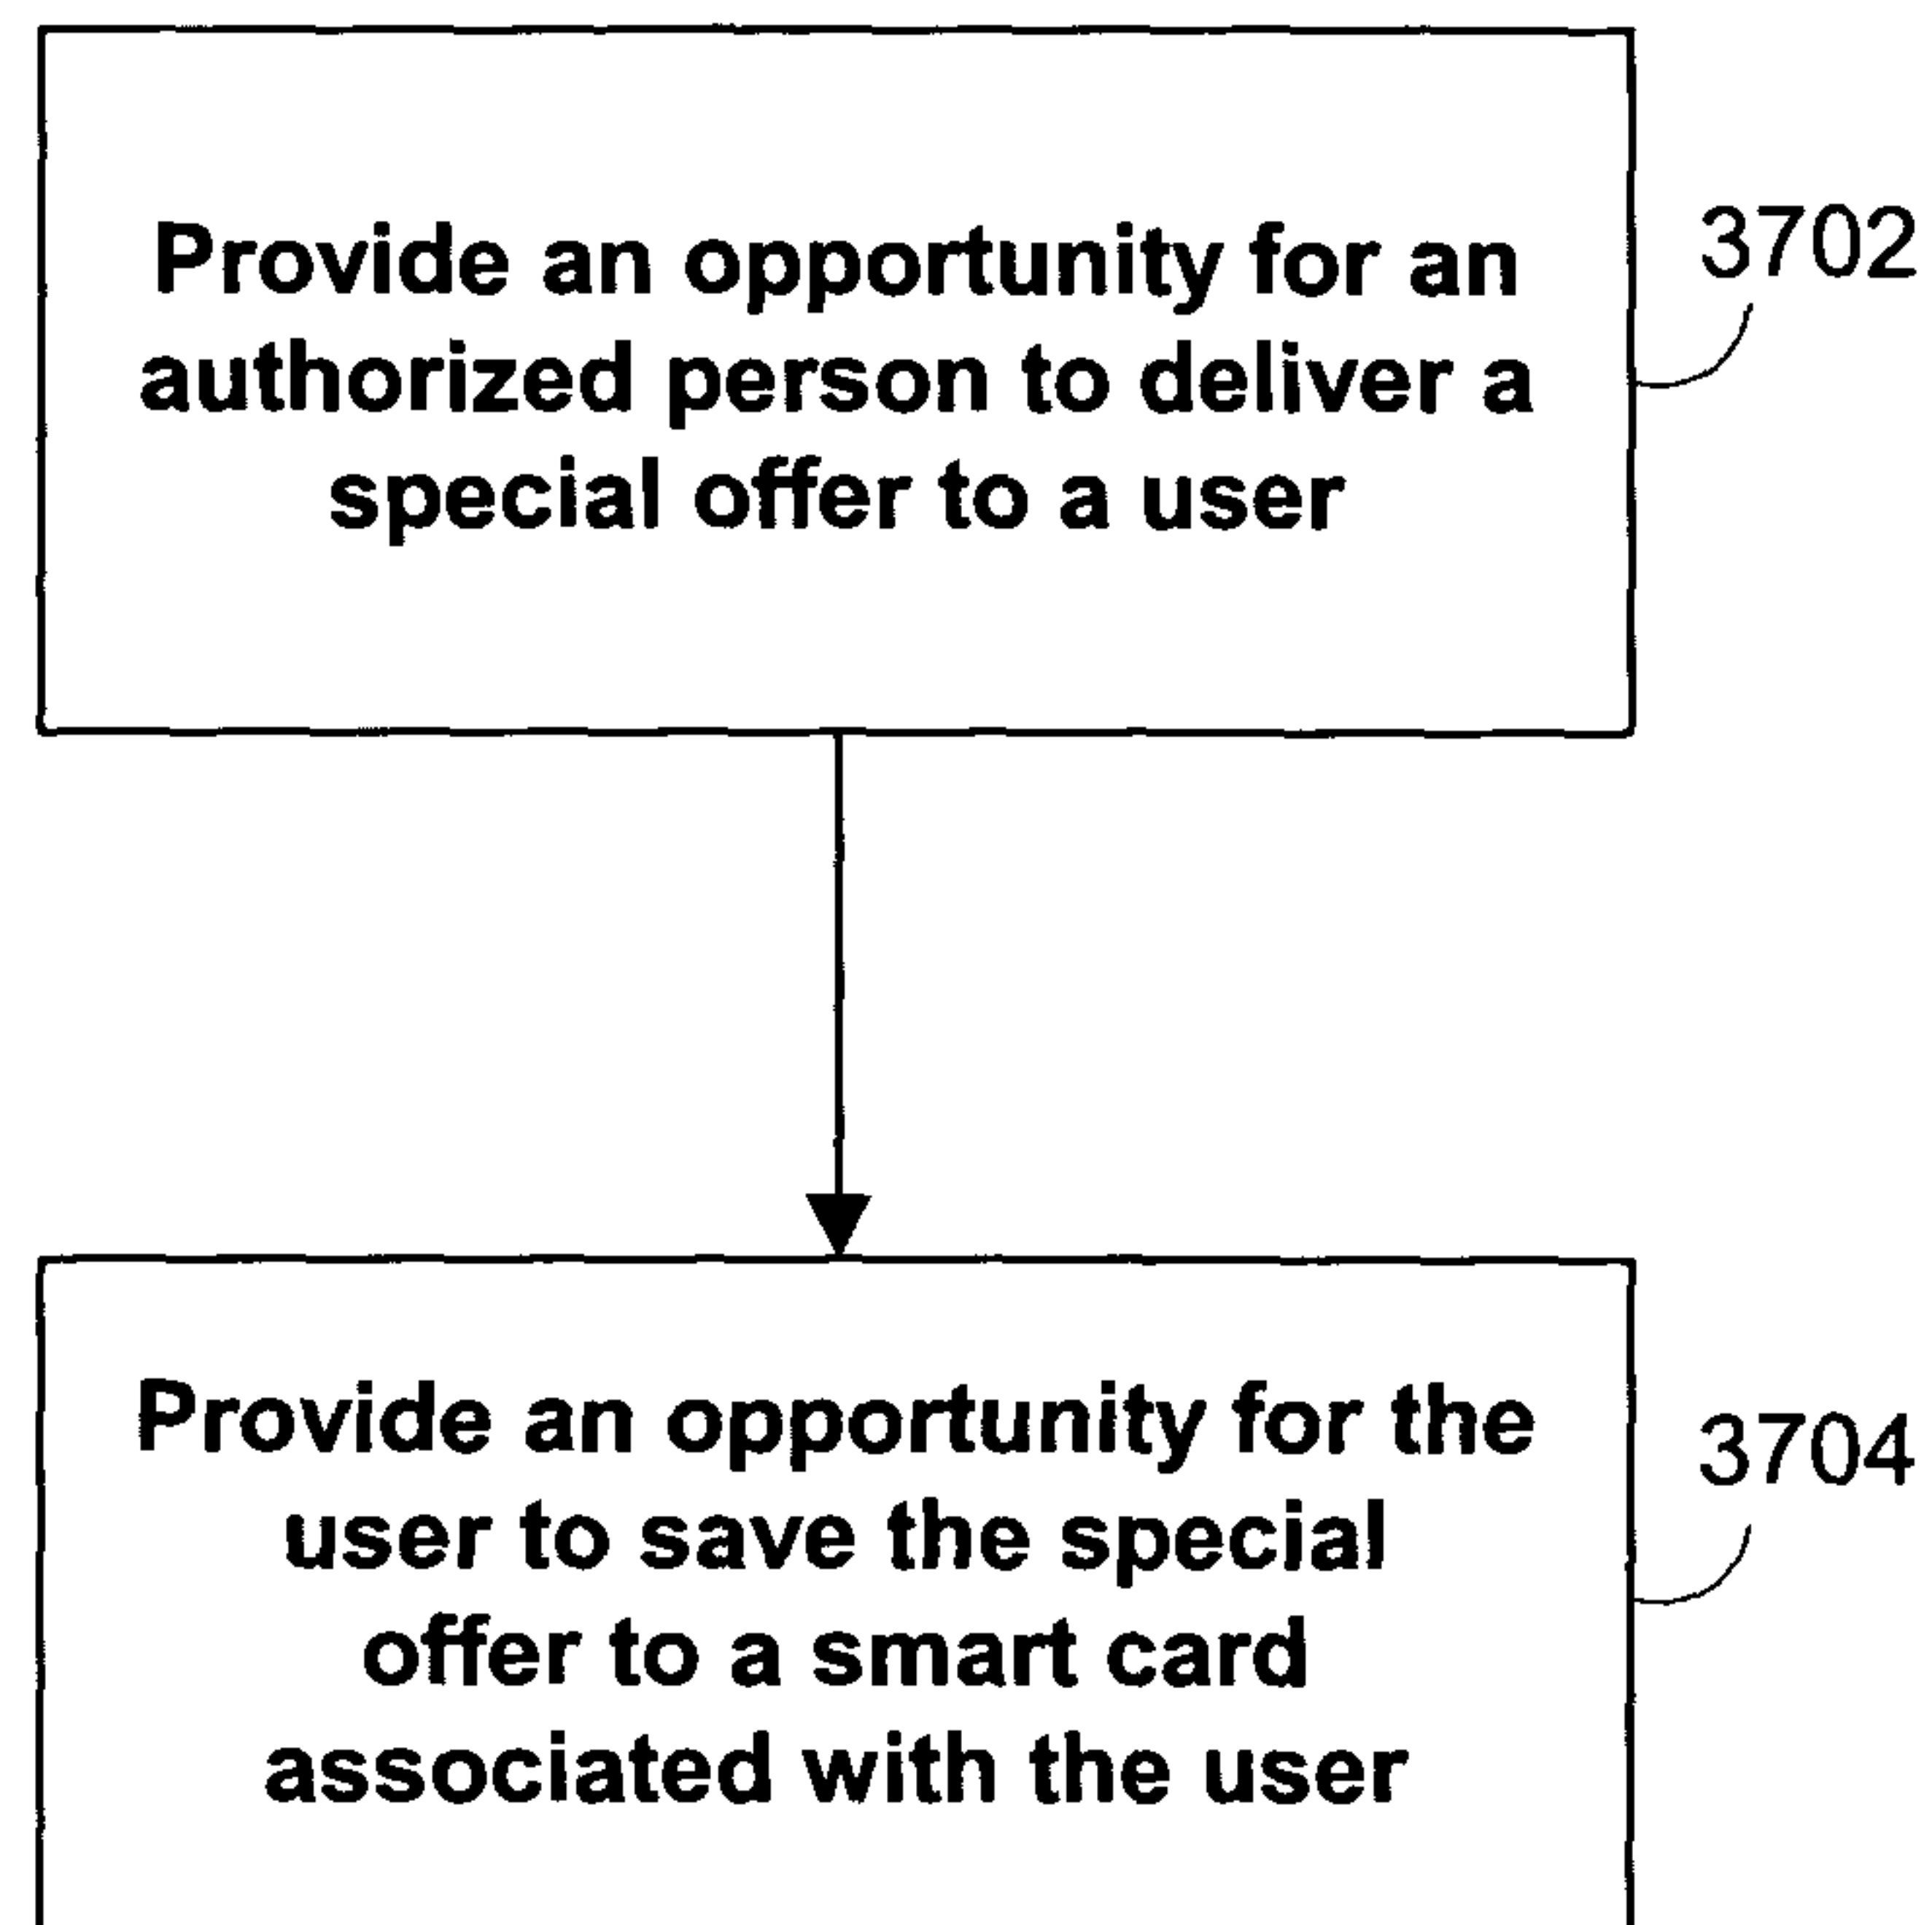 Provide an opportunity for an
authorized person to deliver a
special offer to a user
3702
Provide an opportunity for the
user to save the special
offer to a smart card
associated with the user
3704